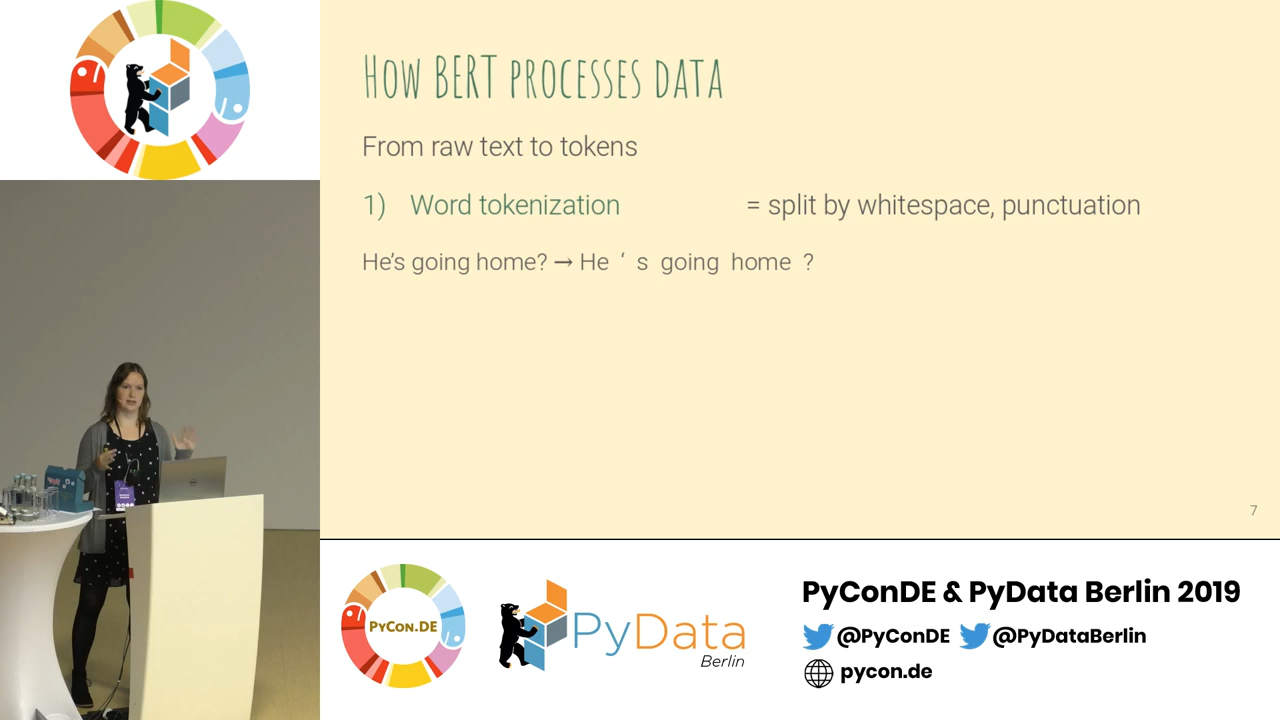 How BERT processes data
From raw text to tokens
1) Word tokenization = split by whitespace, punctuation
He’s going home? → He ‘ s going home ?
7
PyCon.DE
PyData
Berlin
PyConDE & PyData Berlin 2019
@PyConDE @PyDataBerlin
pycon.de